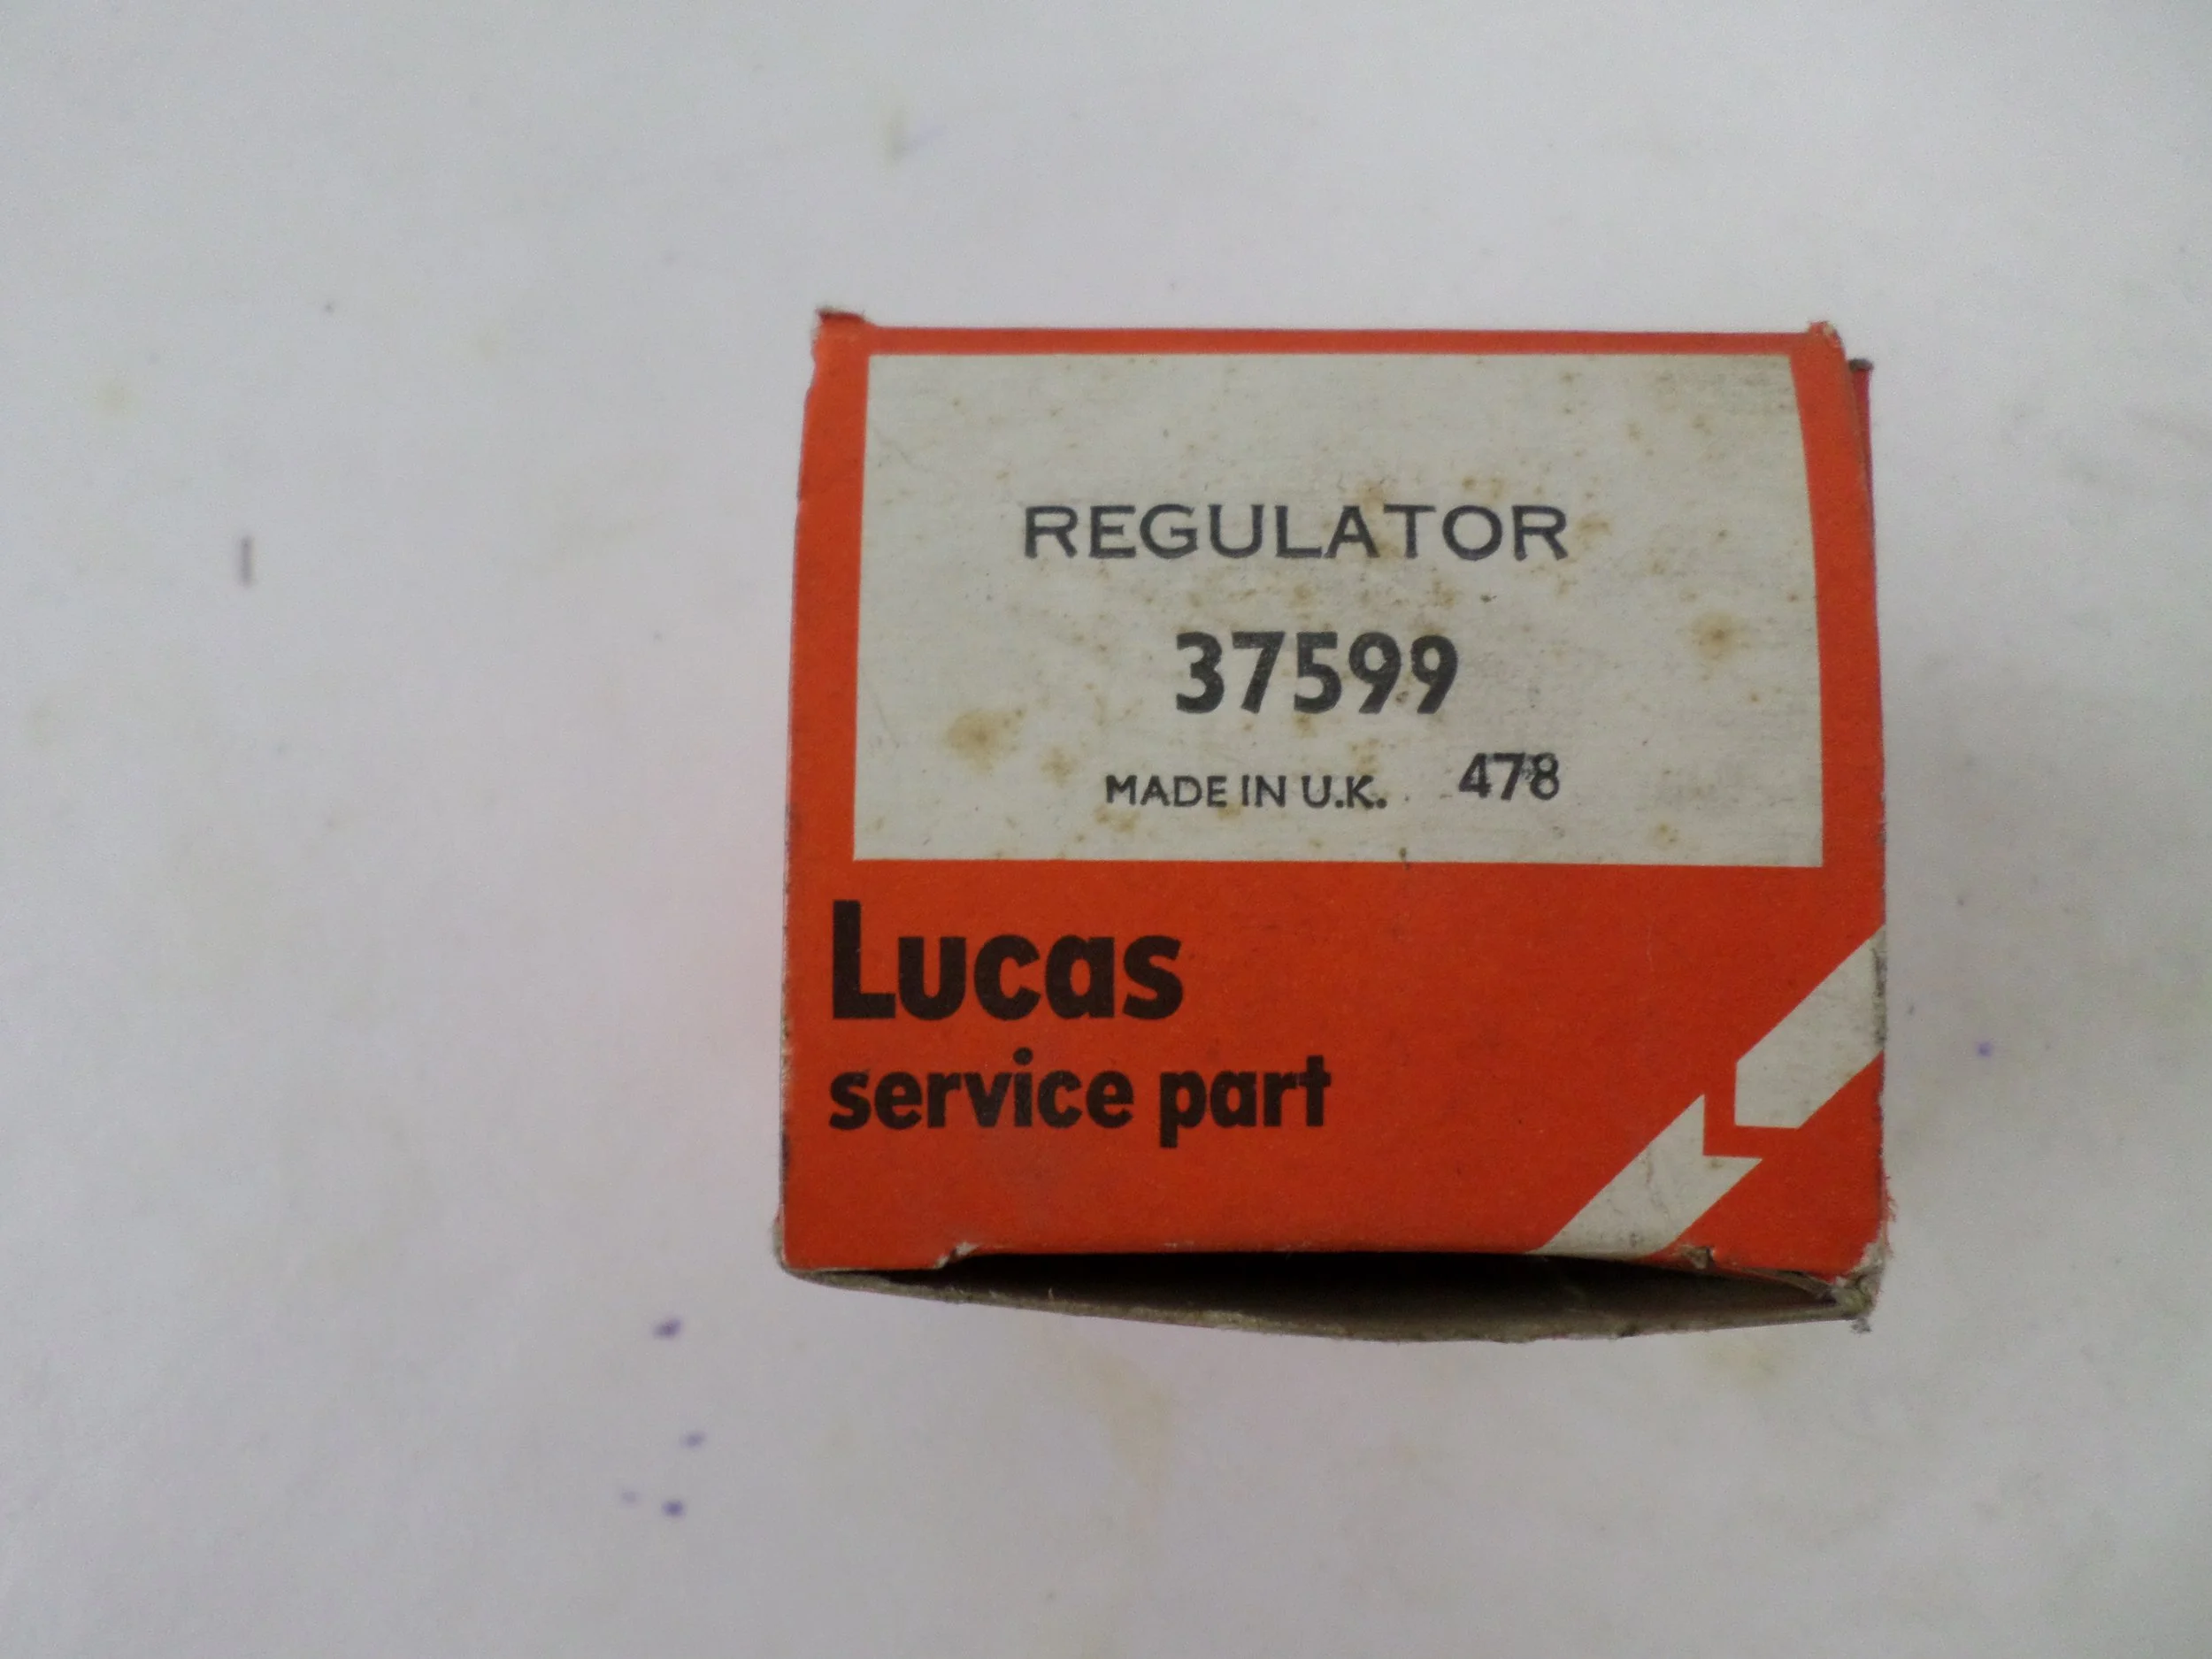 REGULATOR
37599
MADE IN U.K. 478
Lucas
service part